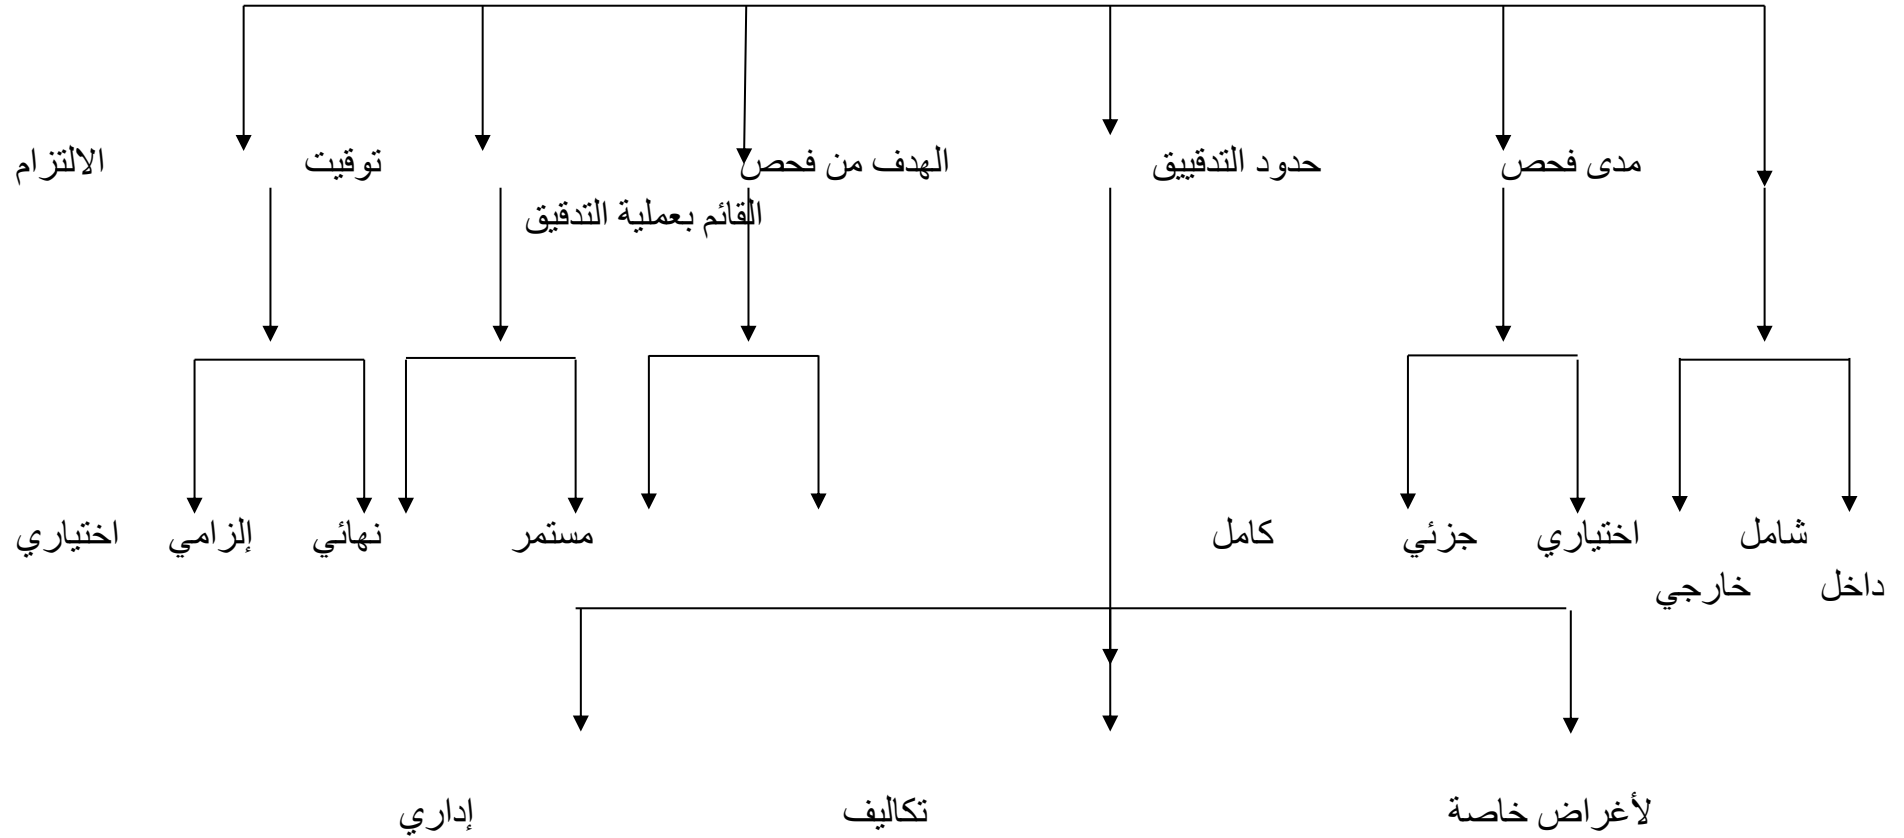 مدى فحص حدود التدقييق الهدف من فحص توقيت الالتزام
القائم بعملية التدقيق
شامل اختياري جزئي كامل مستمر نهائي إلزامي اختياري
داخل خارجي
لأغراض خاصة تكاليف إداري